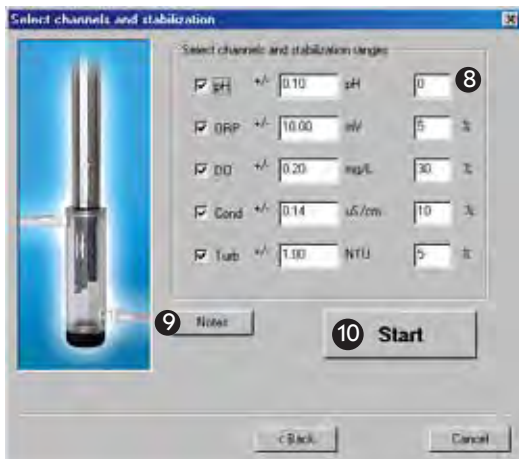 Select channels and stabilization
Select channels and stabilization ranges
pH +/- 0.10 pH 0 8
ORP +/- 10.00 mV 5 %
DO +/- 0.20 mg/L 30 %
Cond +/- 0.14 uS/cm 10 %
Turb +/- 1.00 NTU 5 %
9 Notes
10 Start
< Back
Cancel